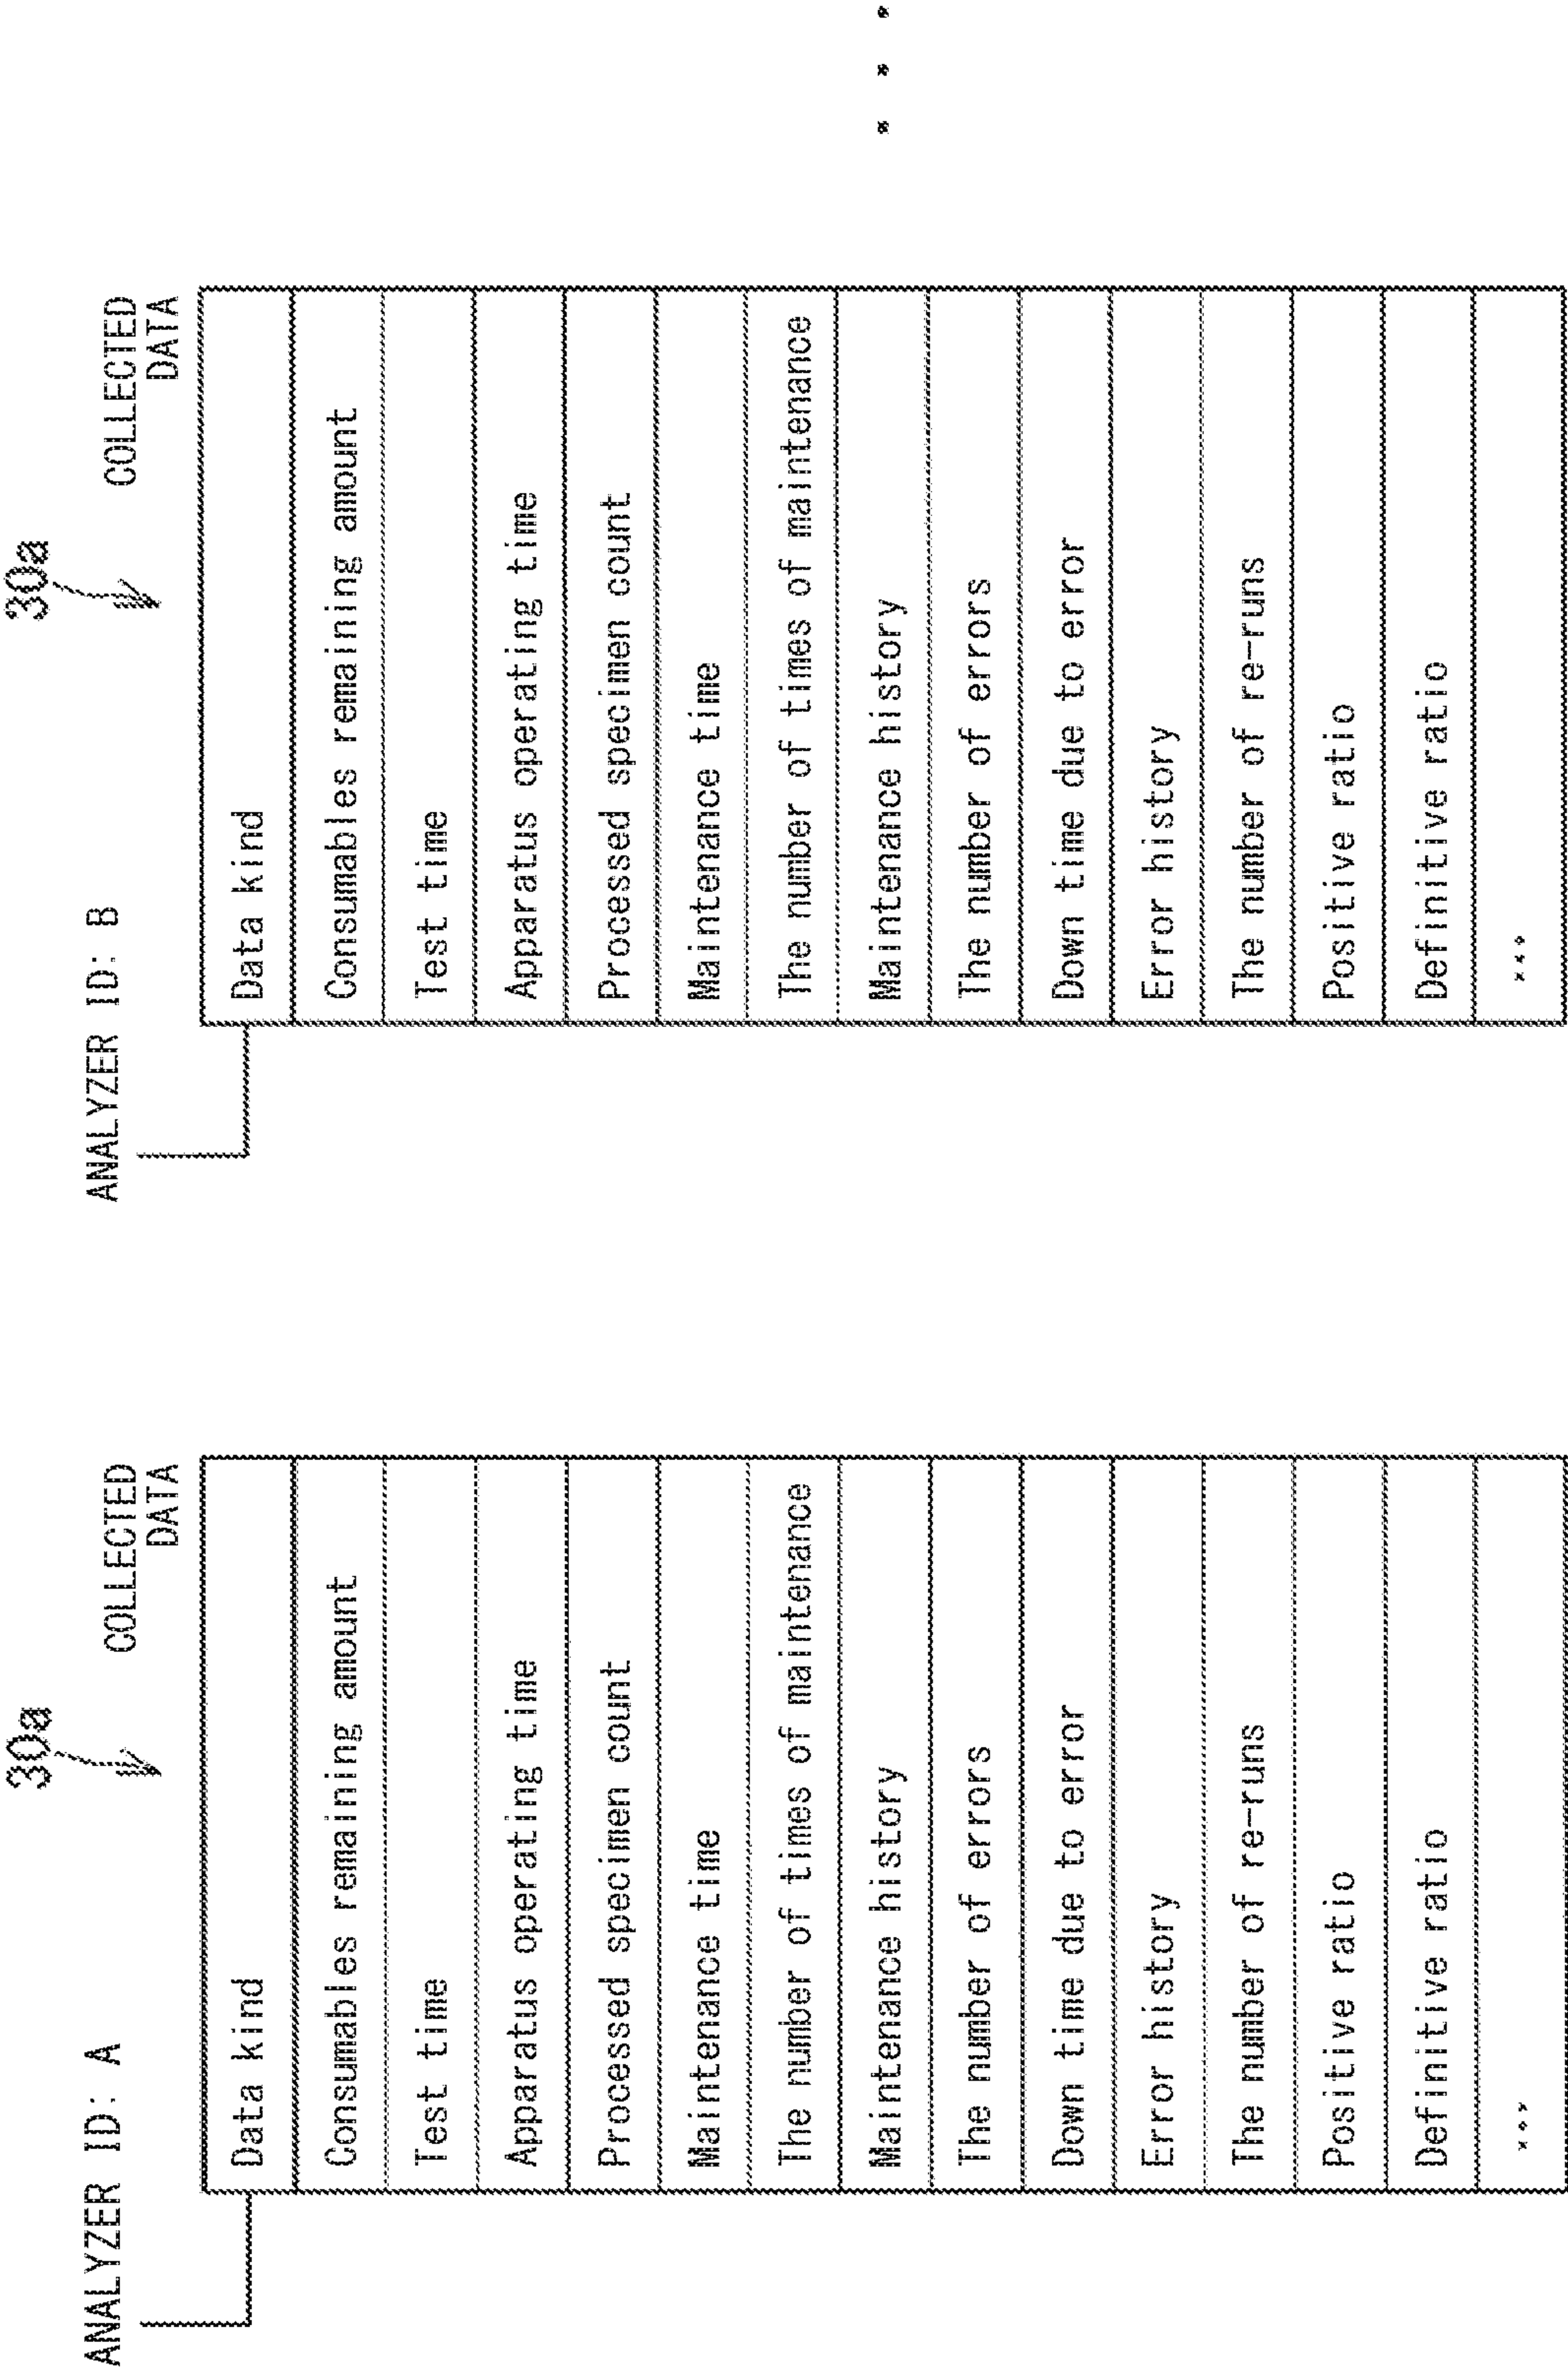 ANALYZER ID: A
30a
COLLECTED
DATA
Data kind
Consumables remaining amount
Test time
Apparatus operating time
Processed specimen count
Maintenance time
The number of times of maintenance
Maintenance history
The number of errors
Down time due to error
Error history
The number of re-runs
Positive ratio
Definitive ratio
...
ANALYZER ID: B
30a
COLLECTED
DATA
Data kind
Consumables remaining amount
Test time
Apparatus operating time
Processed specimen count
Maintenance time
The number of times of maintenance
Maintenance history
The number of errors
Down time due to error
Error history
The number of re-runs
Positive ratio
Definitive ratio
...
. . .